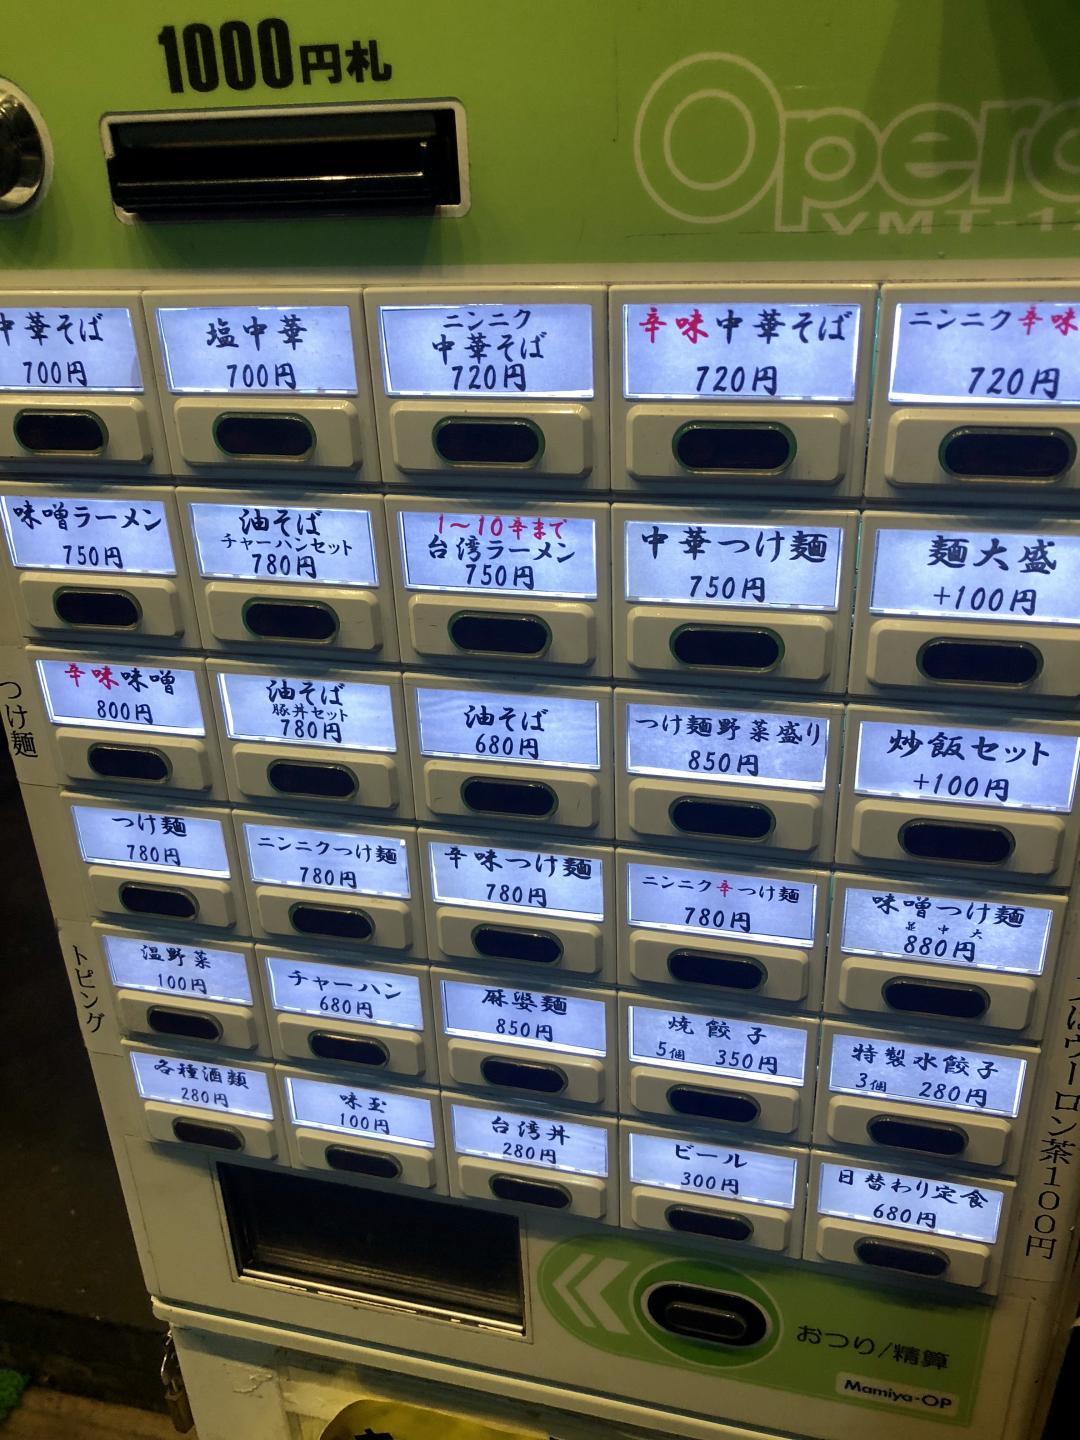 1000円札
Opera
VMT-1
中華そば
700円
塩中華
700円
ニンニク
中華そば
720円
辛味中華そば
720円
ニンニク辛味
720円
味噌ラーメン
750円
油そば
チャーハンセット
780円
1〜10辛まで
台湾ラーメン
750円
中華つけ麺
750円
麺大盛
+100円
つけ麺
辛味味噌
800円
油そば
豚丼セット
780円
油そば
680円
つけ麺野菜盛り
850円
炒飯セット
+100円
つけ麺
780円
ニンニクつけ麺
780円
辛味つけ麺
780円
ニンニク辛つけ麺
780円
味噌つけ麺
並中大
880円
トピング
温野菜
100円
チャーハン
680円
麻婆麺
850円
焼餃子
5個 350円
特製水餃子
3個 280円
各種酒類
280円
味玉
100円
台湾丼
280円
ビール
300円
日替わり定食
680円
ウーロン茶100円
おつり/精算
Mamiya-OP